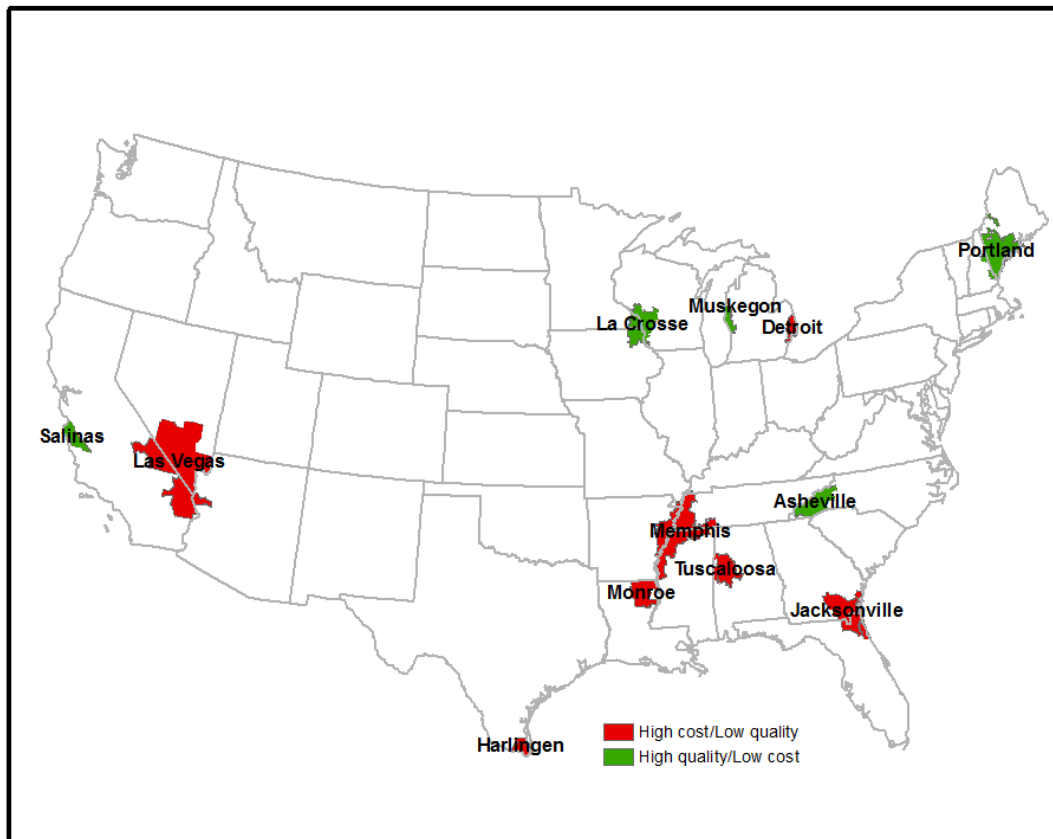 Portland
Muskegon
La Crosse
Detroit
Salinas
Las Vegas
Asheville
Memphis
Tuscaloosa
Monroe
Jacksonville
Harlingen
High cost/Low quality
High quality/Low cost